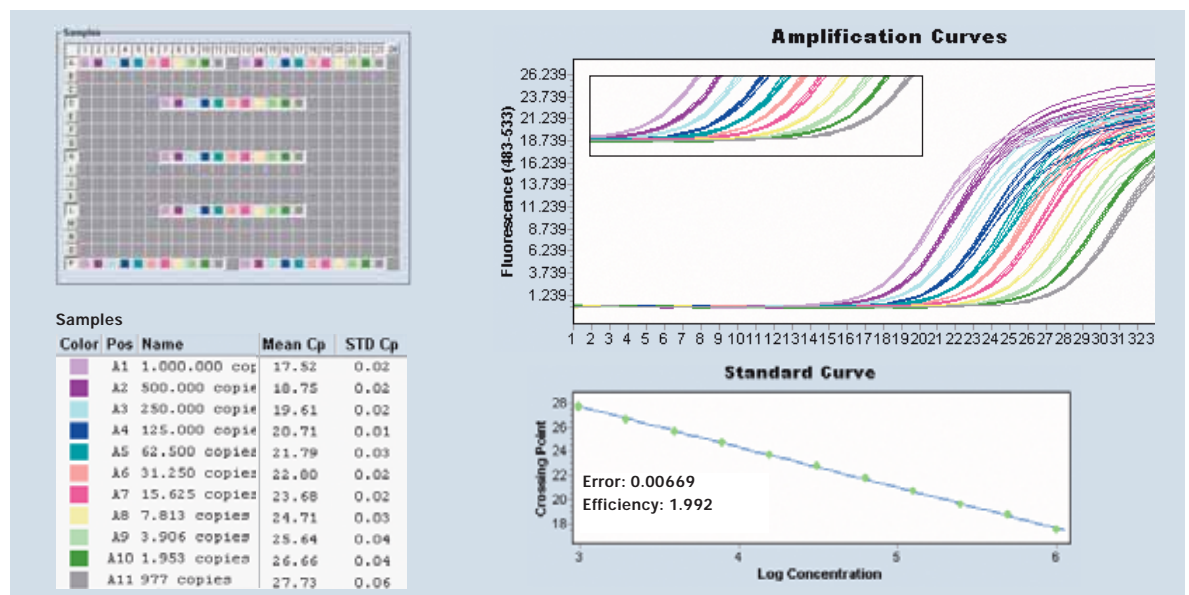 Samples
Samples
Color Pos Name Mean Cp STD Cp
A1 1.000.000 cop 17.52 0.02
A2 500.000 copie 18.75 0.02
A3 250.000 copie 19.61 0.02
A4 125.000 copie 20.71 0.01
A5 62.500 copies 21.79 0.03
A6 31.250 copies 22.80 0.02
A7 15.625 copies 23.68 0.02
A8 7.813 copies 24.71 0.03
A9 3.906 copies 25.64 0.04
A10 1.953 copies 26.66 0.04
A11 977 copies 27.73 0.06
Amplification Curves
Fluorescence (483-533)
26.239
23.739
21.239
18.739
16.239
13.739
11.239
8.739
6.239
3.739
1.239
1 2 3 4 5 6 7 8 9 10 11 12 13 14 15 16 17 18 19 20 21 22 23 24 25 26 27 28 29 30 31 32 3
Standard Curve
Crossing Point
28
26
24
22
20
18
Error: 0.00669
Efficiency: 1.992
3 4 5 6
Log Concentration